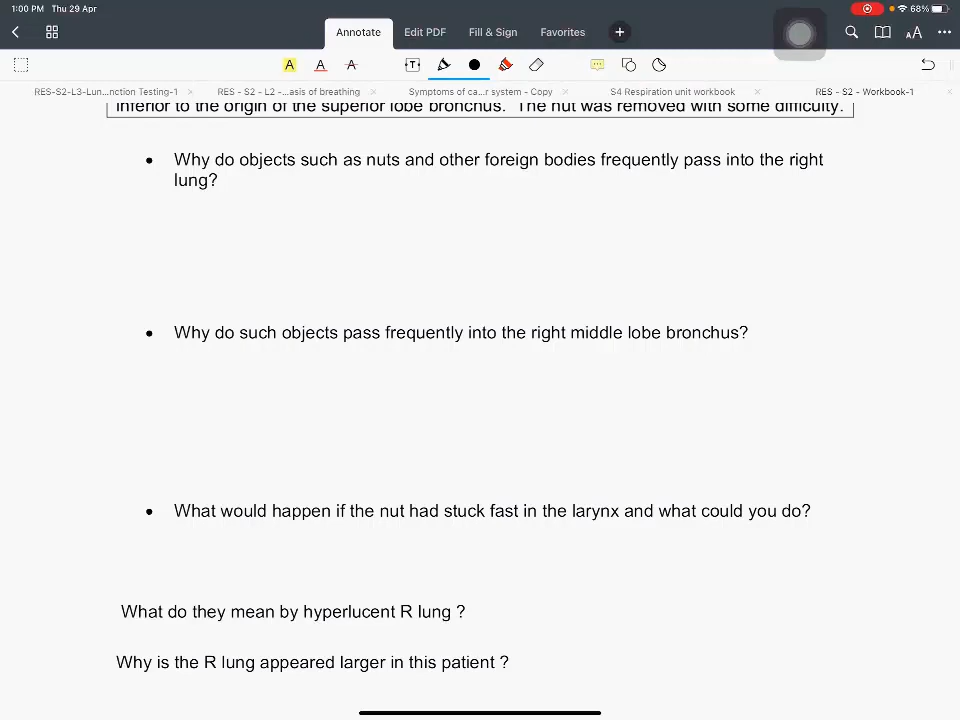 1:00 PM Thu 29 Apr
68%
Annotate Edit PDF Fill & Sign Favorites
AA
A A A T
RES-S2-L3-Lun...nction Testing-1 × RES - S2 - L2 -...asis of breathing × Symptoms of ca...r system - Copy × S4 Respiration unit workbook × RES - S2 - Workbook-1 ×
inferior to the origin of the superior lobe bronchus. The nut was removed with some difficulty.
• Why do objects such as nuts and other foreign bodies frequently pass into the right
lung?
• Why do such objects pass frequently into the right middle lobe bronchus?
• What would happen if the nut had stuck fast in the larynx and what could you do?
What do they mean by hyperlucent R lung ?
Why is the R lung appeared larger in this patient ?